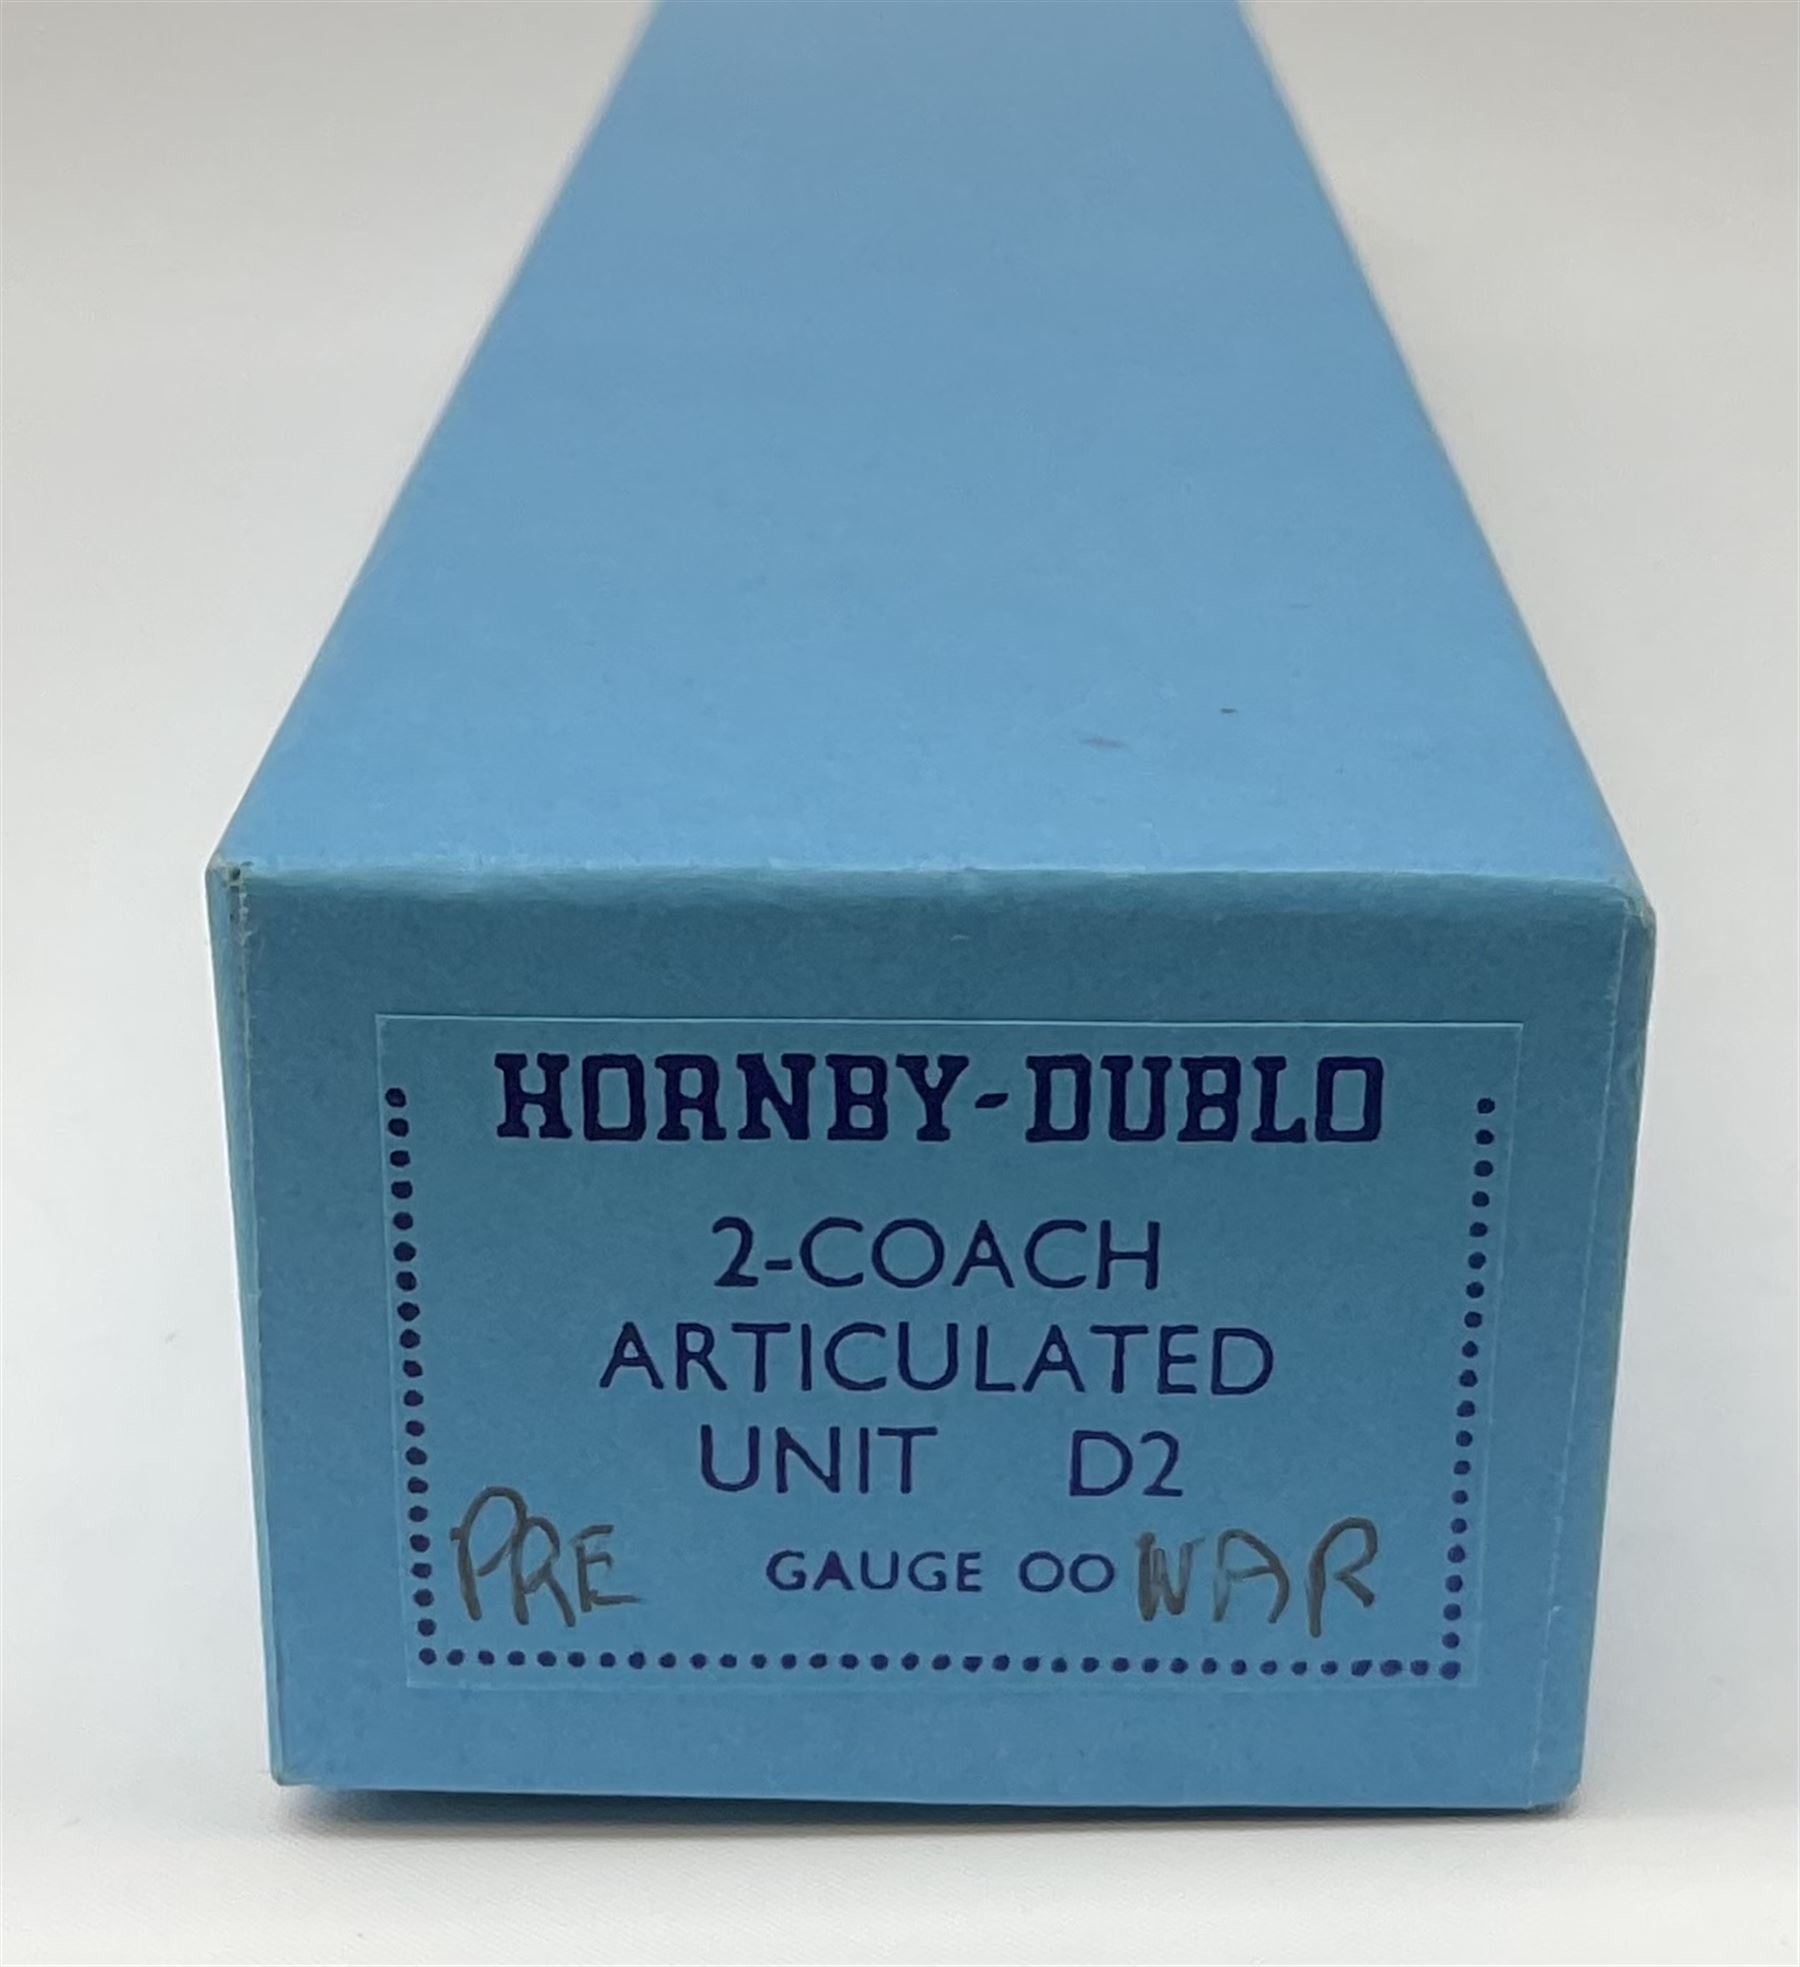 HORNBY-DUBLO
2-COACH
ARTICULATED
UNIT D2
PRE GAUGE OO WAR